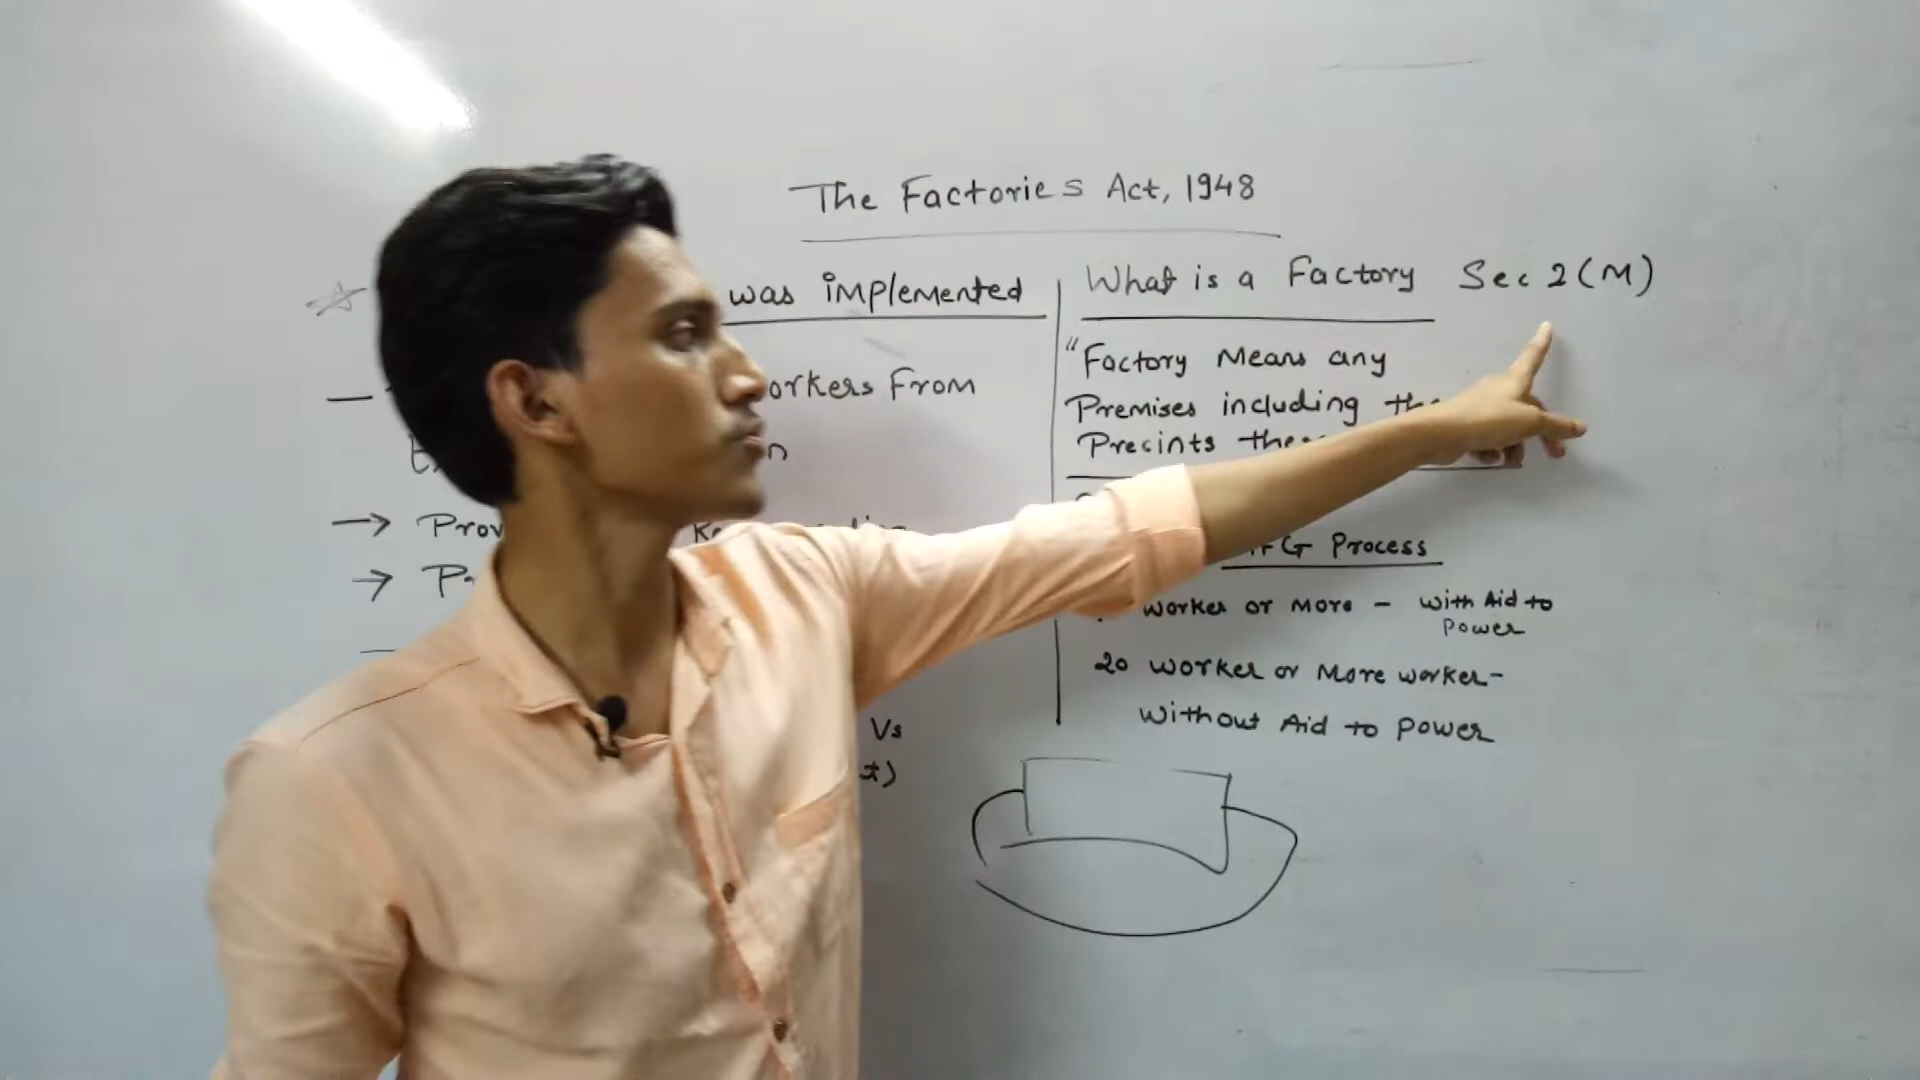 The Factories Act, 1948
was implemented
orkers From
n
Prov
Vs
t)
What is a Factory Sec 2 (M)
"Factory Means any
Premises including the
Precints the
FG Process
worker or More - with Aid to
Power
20 worker or More worker-
without Aid to Power